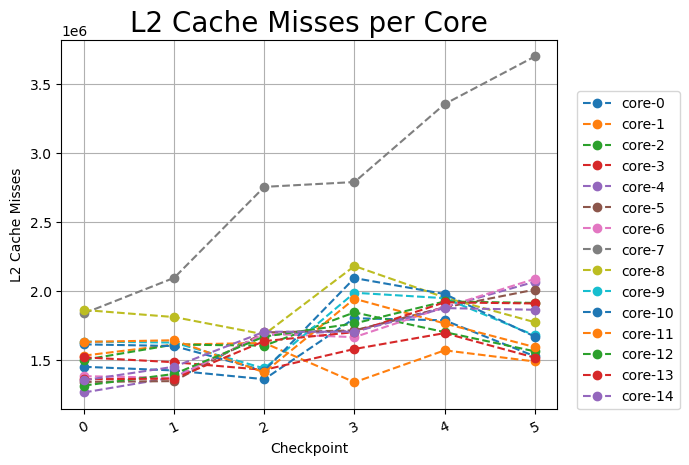 L2 Cache Misses per Core
1e6
3.5
3.0
2.5
2.0
1.5
L2 Cache Misses
0 1 2 3 4 5
Checkpoint
core-0
core-1
core-2
core-3
core-4
core-5
core-6
core-7
core-8
core-9
core-10
core-11
core-12
core-13
core-14